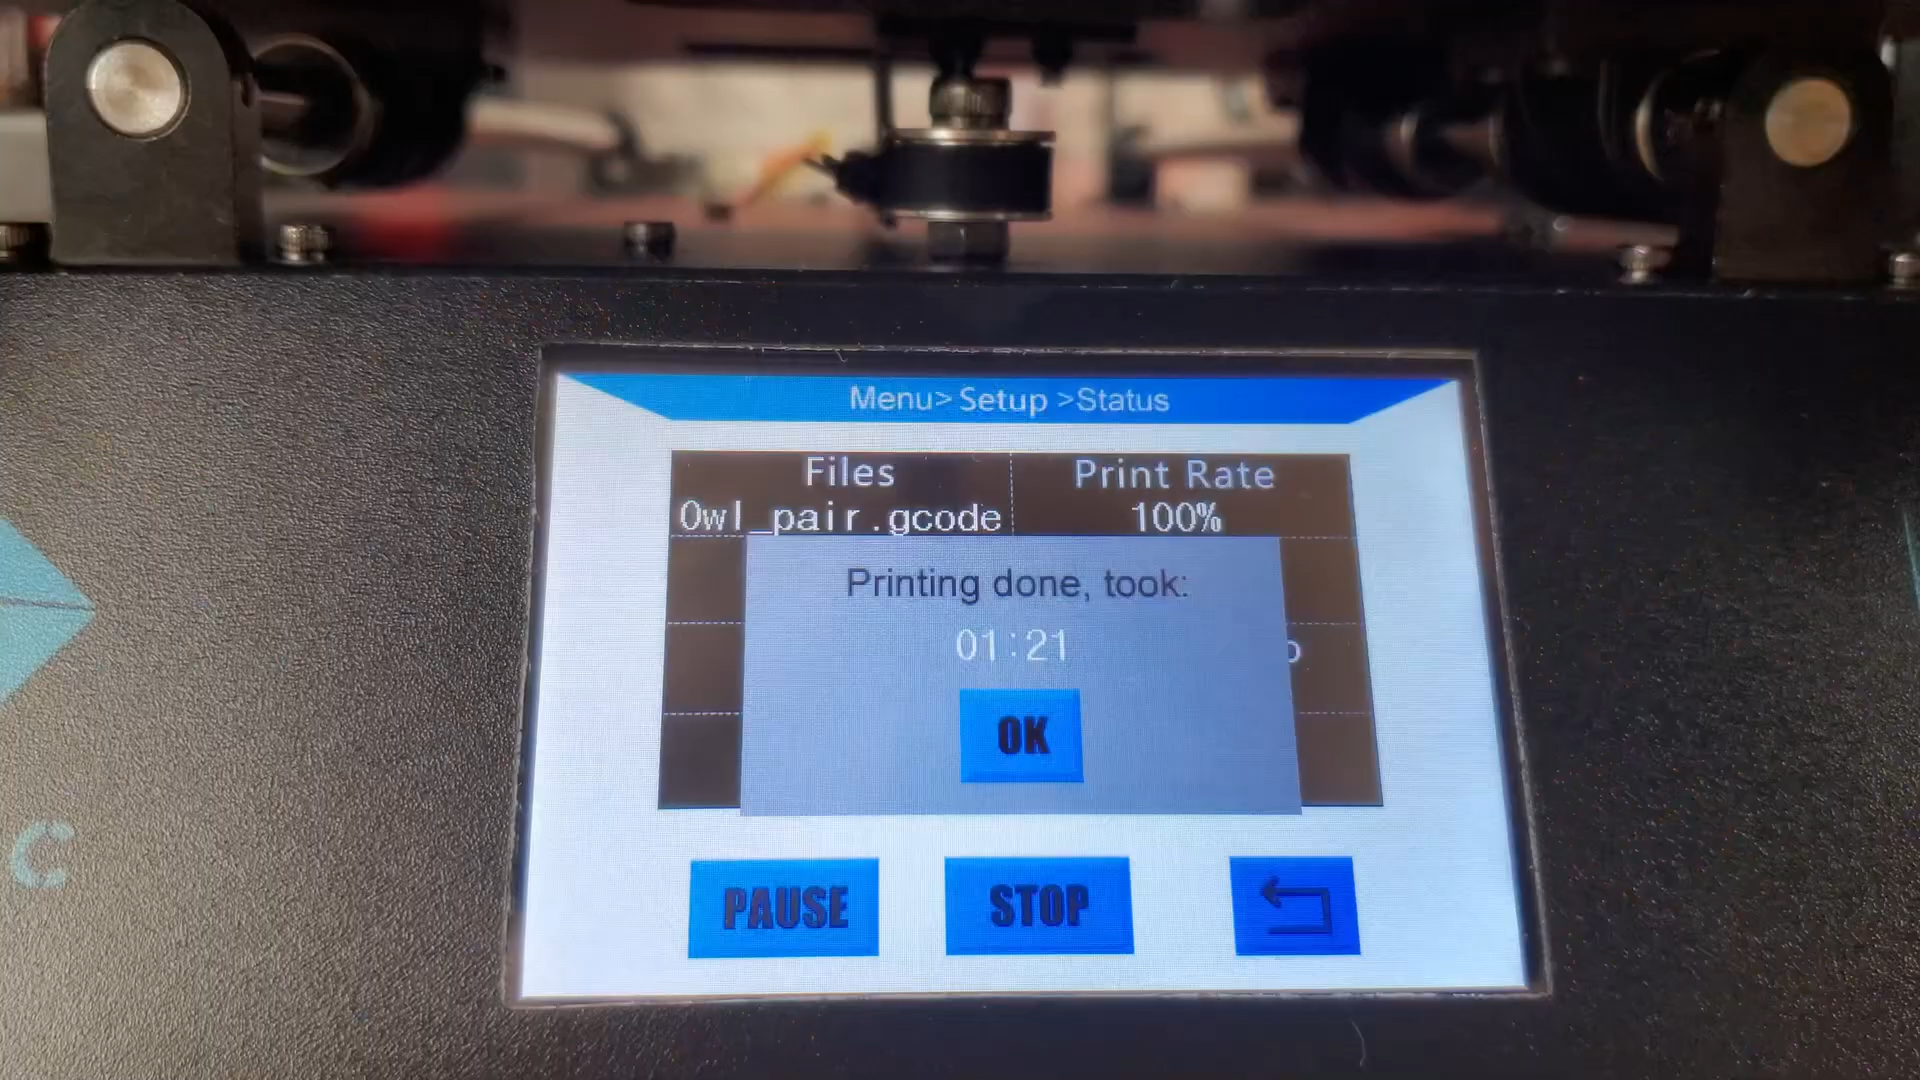 Menu> Setup >Status
Files
Print Rate
Owl_pair.gcode
100%
Printing done, took:
01:21
OK
PAUSE
STOP
C